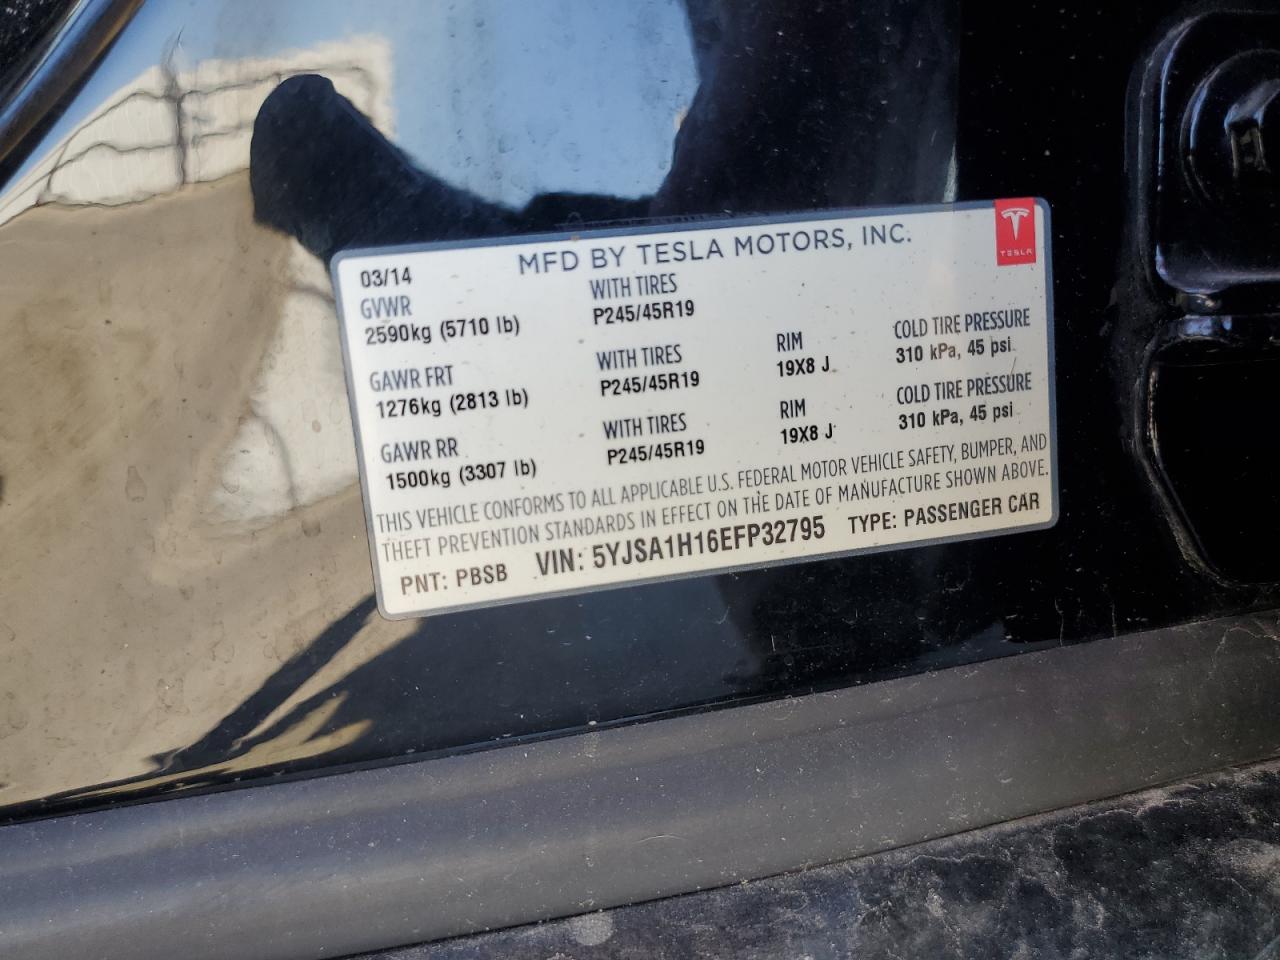 MFD BY TESLA MOTORS, INC.
TESLA
03/14
GVWR WITH TIRES
2590kg (5710 lb) P245/45R19
GAWR FRT WITH TIRES RIM COLD TIRE PRESSURE
1276kg (2813 lb) P245/45R19 19X8 J 310 kPa, 45 psi
GAWR RR WITH TIRES RIM COLD TIRE PRESSURE
1500kg (3307 lb) P245/45R19 19X8 J 310 kPa, 45 psi
THIS VEHICLE CONFORMS TO ALL APPLICABLE U.S. FEDERAL MOTOR VEHICLE SAFETY, BUMPER, AND
THEFT PREVENTION STANDARDS IN EFFECT ON THE DATE OF MANUFACTURE SHOWN ABOVE.
PNT: PBSB VIN: 5YJSA1H16EFP32795 TYPE: PASSENGER CAR